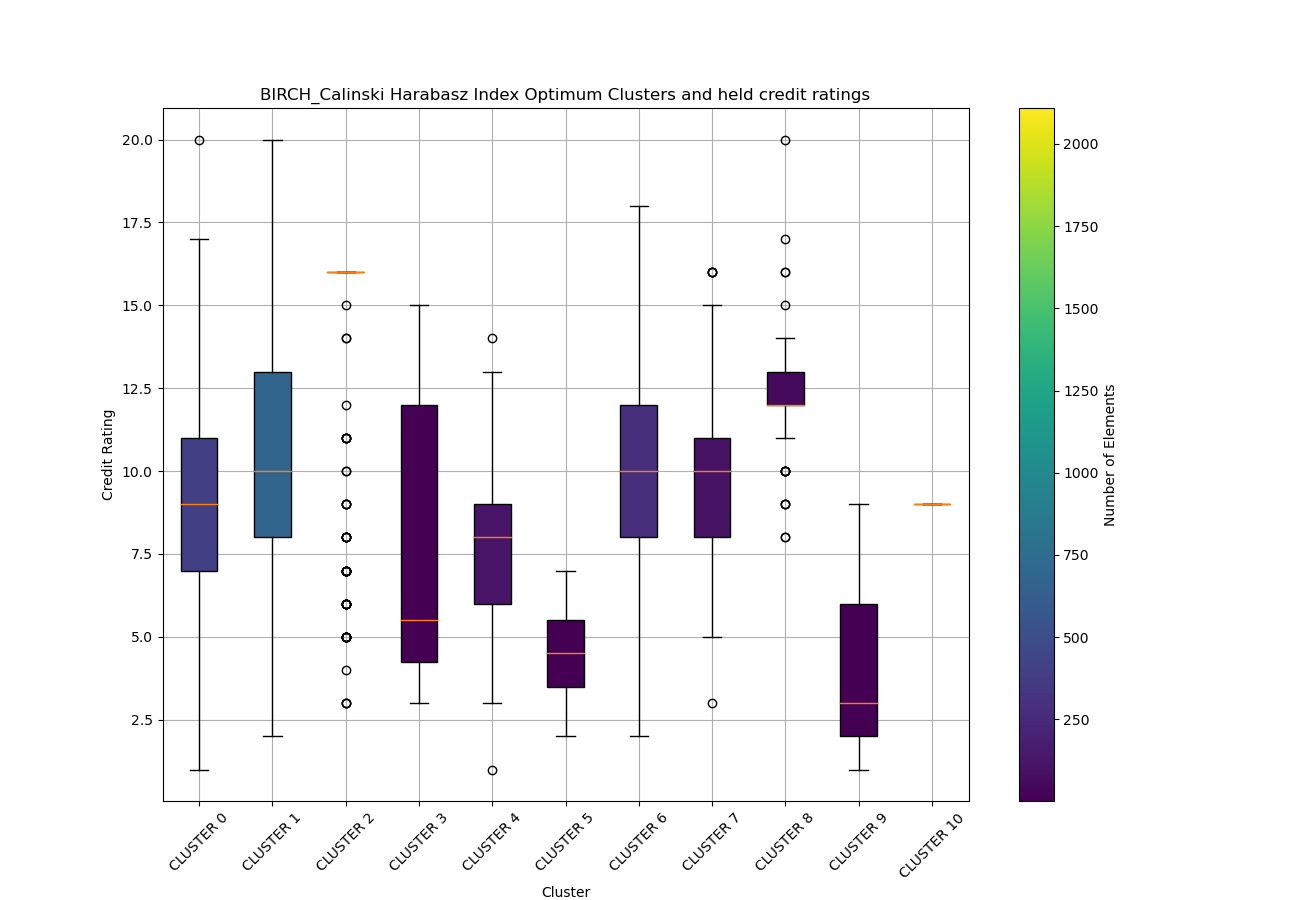 BIRCH_Calinski Harabasz Index Optimum Clusters and held credit ratings
20.0
17.5
15.0
12.5
10.0
7.5
5.0
2.5
Credit Rating
CLUSTER 0
CLUSTER 1
CLUSTER 2
CLUSTER 3
CLUSTER 4
CLUSTER 5
CLUSTER 6
CLUSTER 7
CLUSTER 8
CLUSTER 9
CLUSTER 10
Cluster
2000
1750
1500
1250
1000
750
500
250
Number of Elements